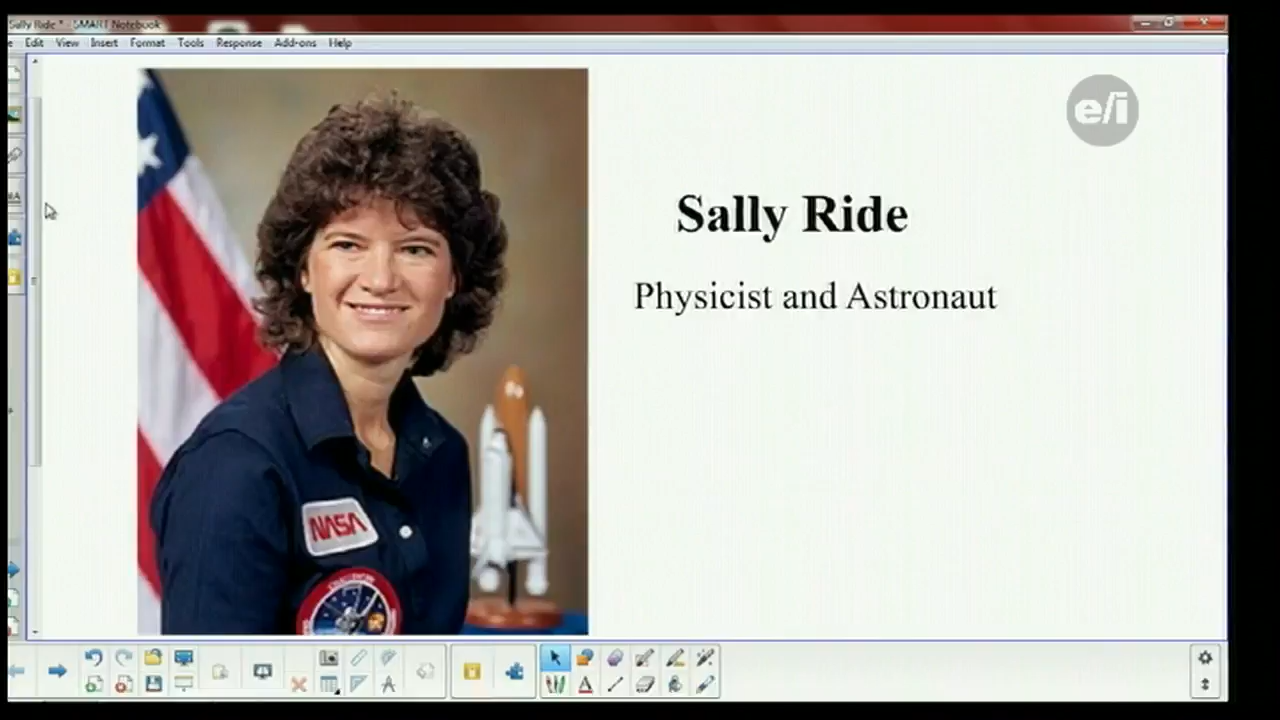 Sally Ride * - SMART Notebook
Edit View Insert Format Tools Response Add-ons Help
e/i
Sally Ride
Physicist and Astronaut
NASA